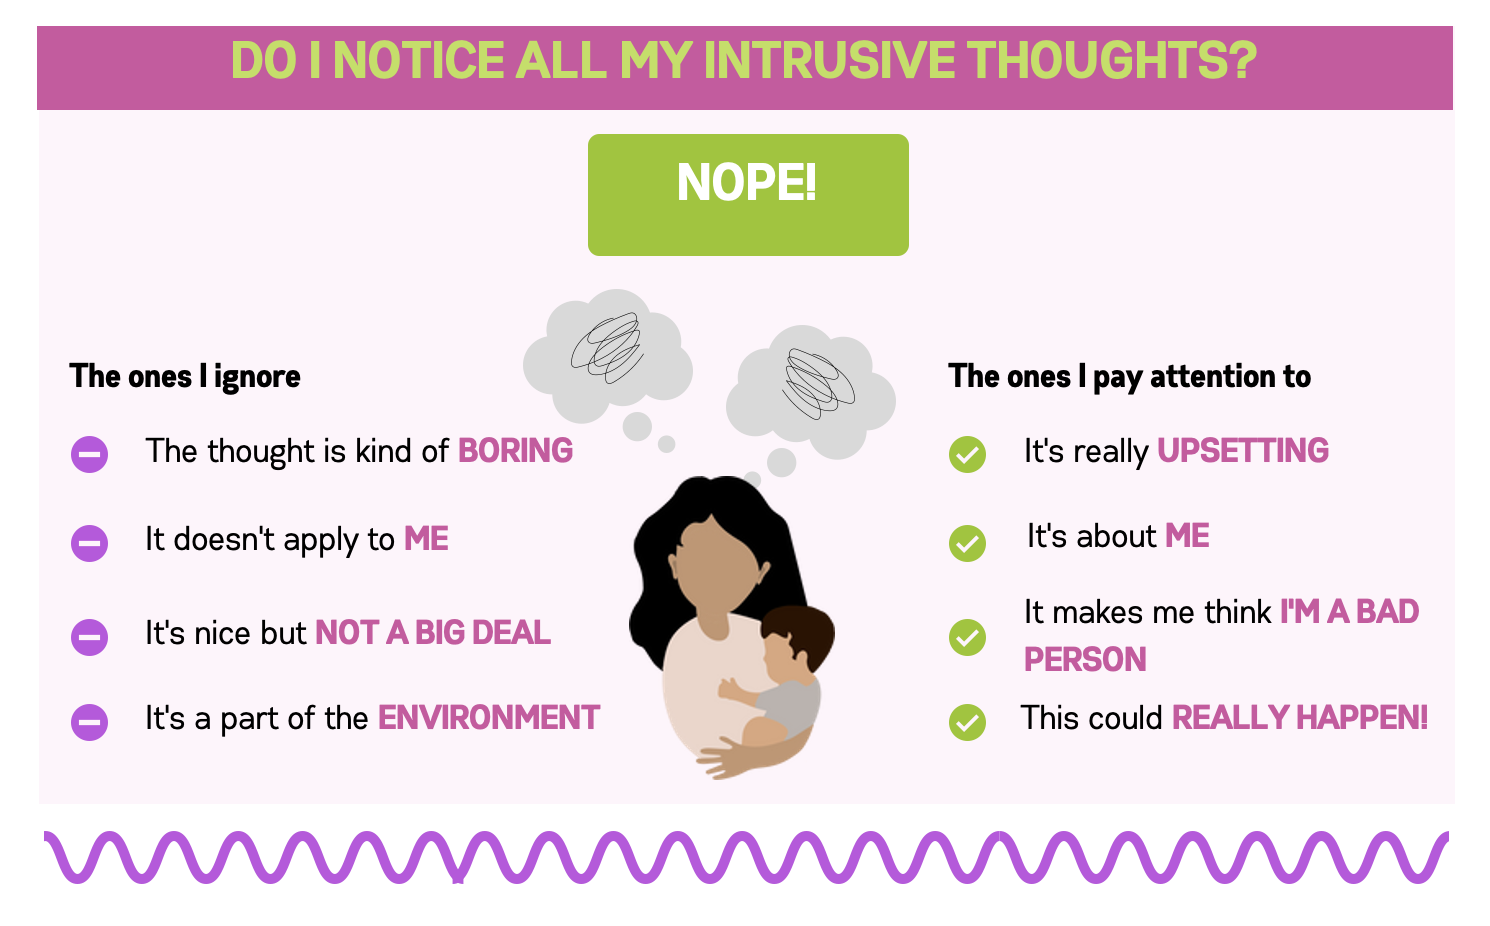 DO I NOTICE ALL MY INTRUSIVE THOUGHTS?
NOPE!
The ones I ignore
The thought is kind of BORING
It doesn't apply to ME
It's nice but NOT A BIG DEAL
It's a part of the ENVIRONMENT
The ones I pay attention to
It's really UPSETTING
It's about ME
It makes me think I'M A BAD
PERSON
This could REALLY HAPPEN!